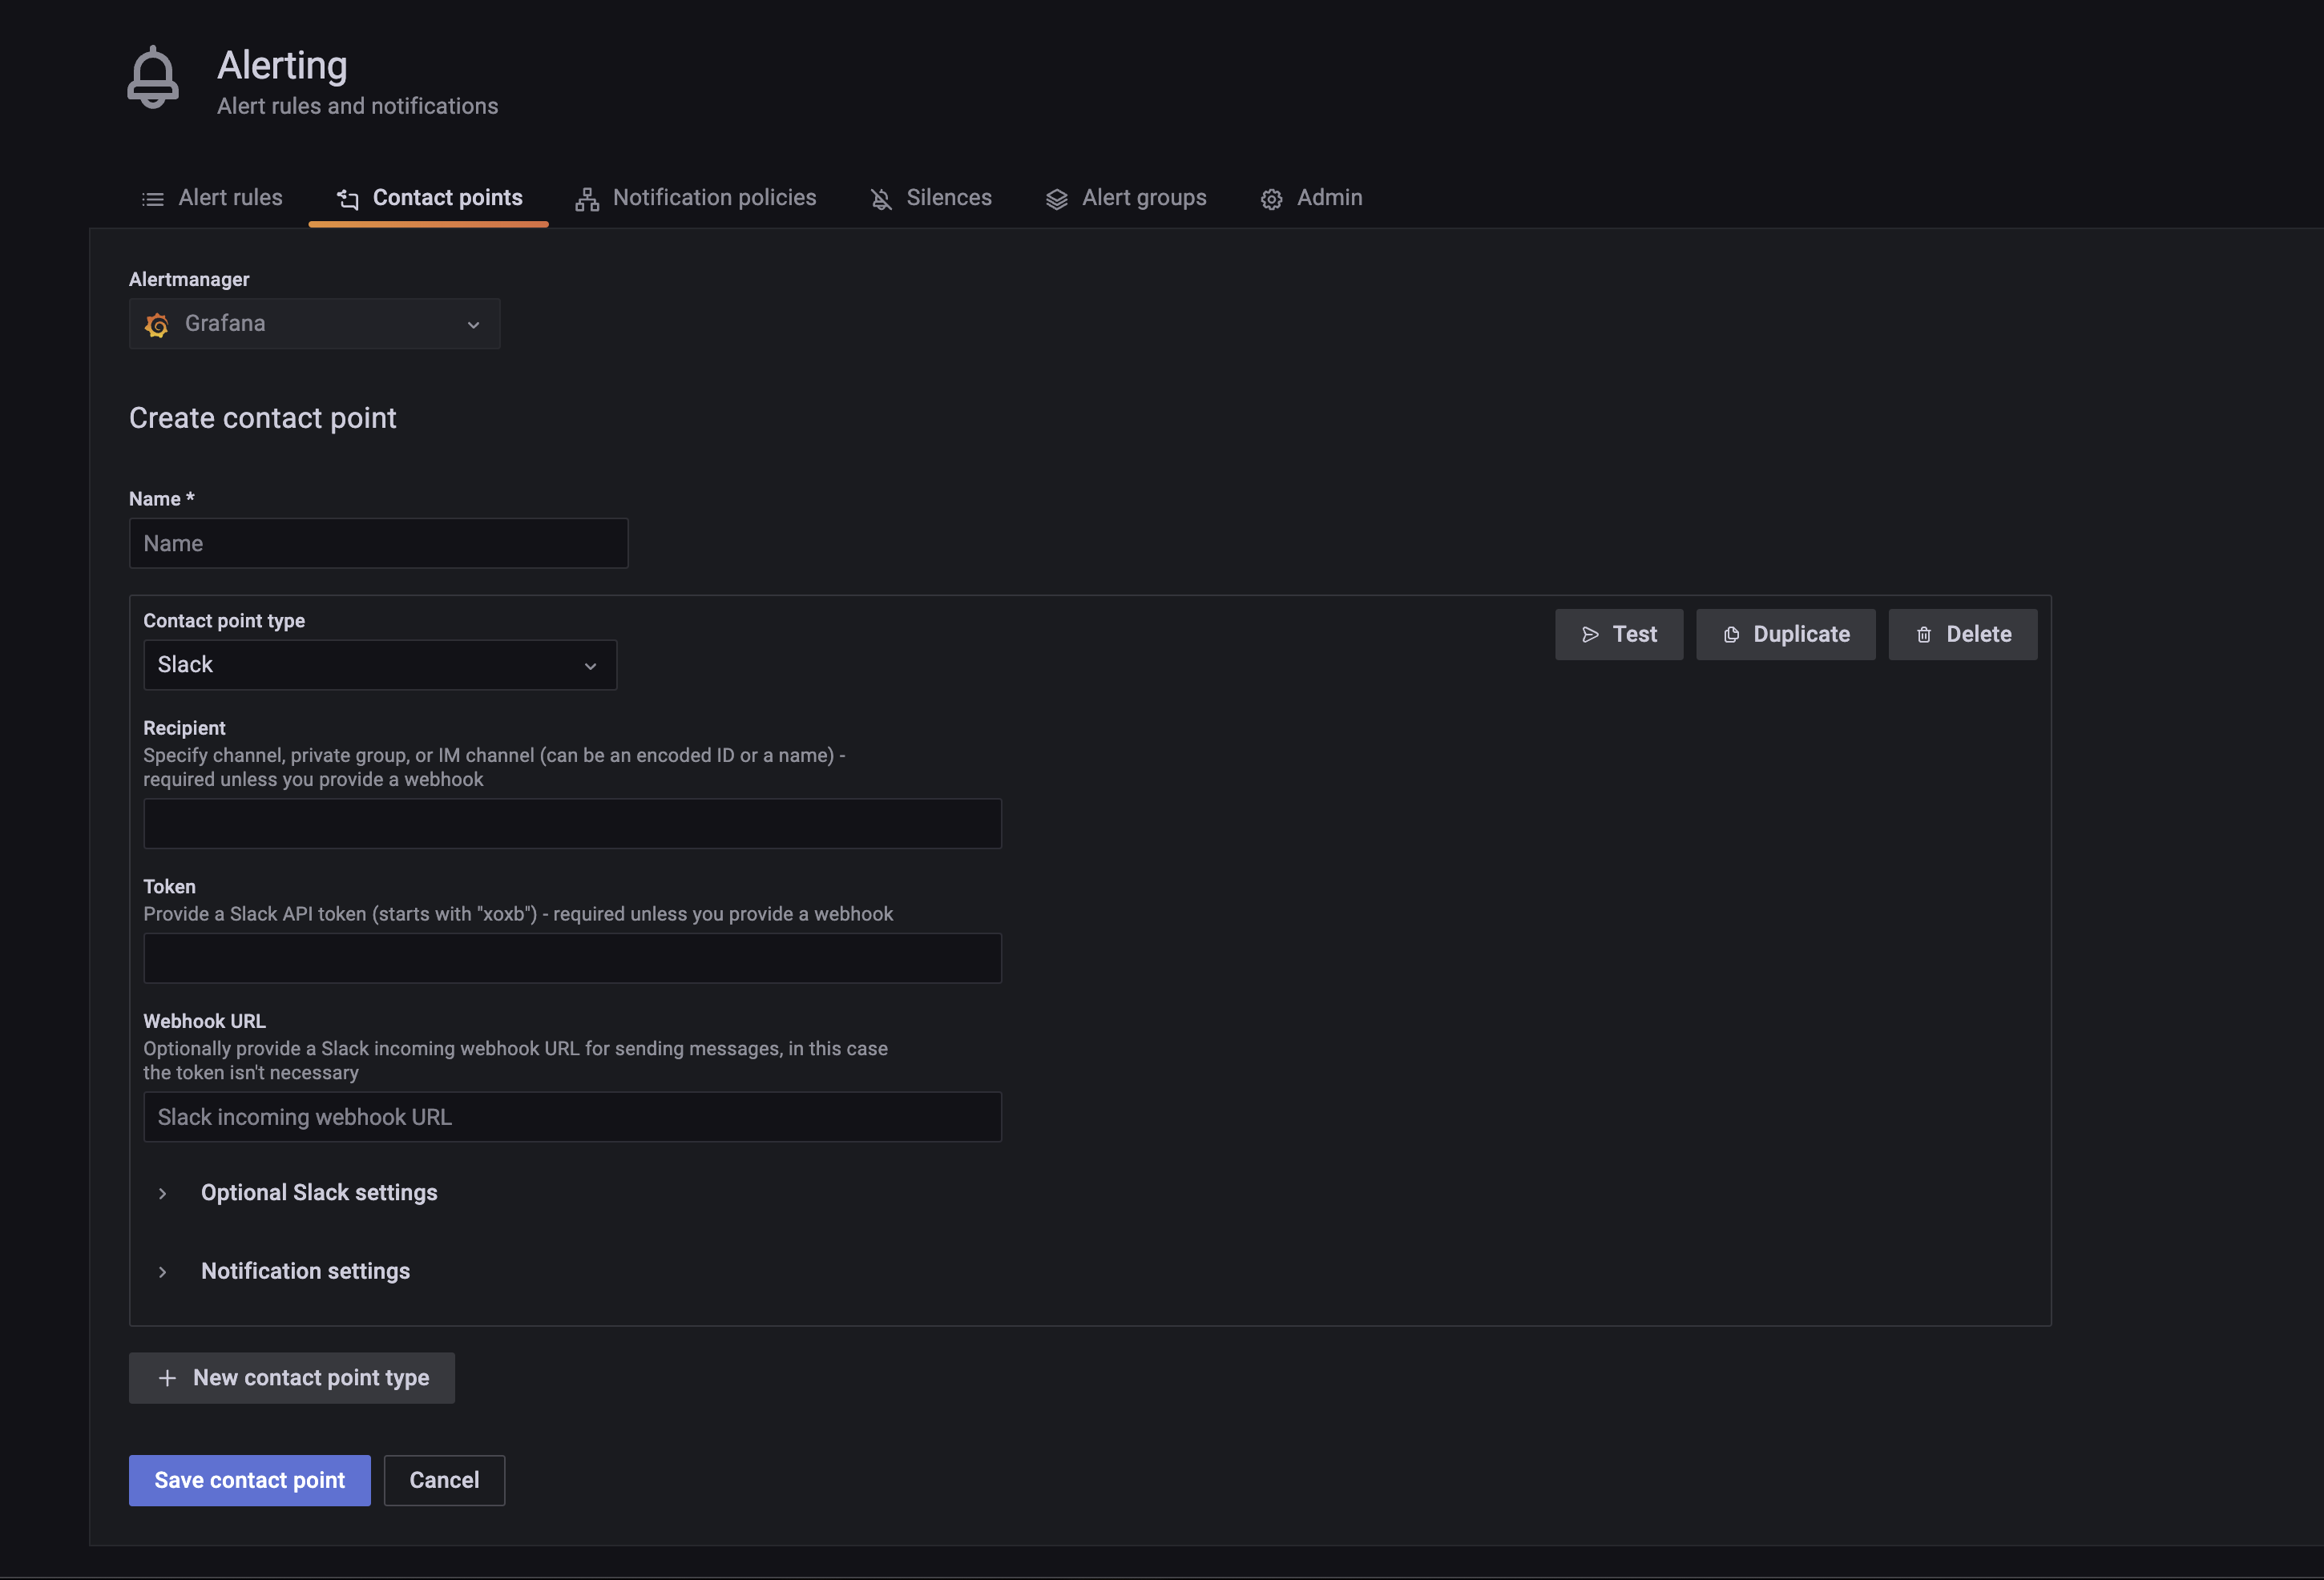 Alerting
Alert rules and notifications
Alert rules
Contact points
Notification policies
Silences
Alert groups
Admin
Alertmanager
Grafana
Create contact point
Name *
Name
Contact point type
Test
Duplicate
Delete
Slack
Recipient
Specify channel, private group, or IM channel (can be an encoded ID or a name) -
required unless you provide a webhook
Token
Provide a Slack API token (starts with "xoxb") - required unless you provide a webhook
Webhook URL
Optionally provide a Slack incoming webhook URL for sending messages, in this case
the token isn't necessary
Slack incoming webhook URL
Optional Slack settings
Notification settings
New contact point type
Save contact point
Cancel